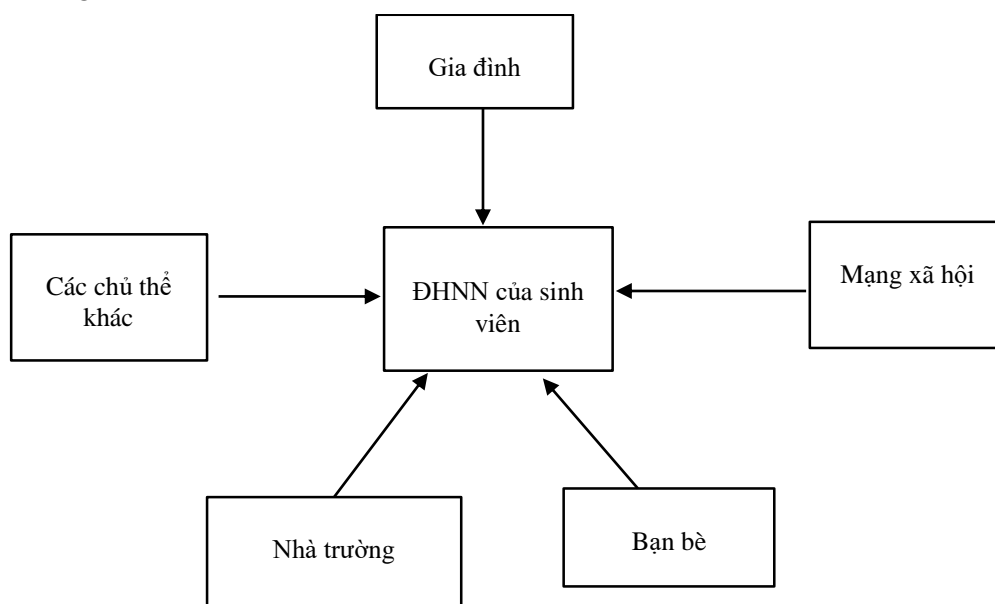 Gia đình
Các chủ thể
khác
ĐHNN của sinh
viên
Mạng xã hội
Nhà trường
Bạn bè